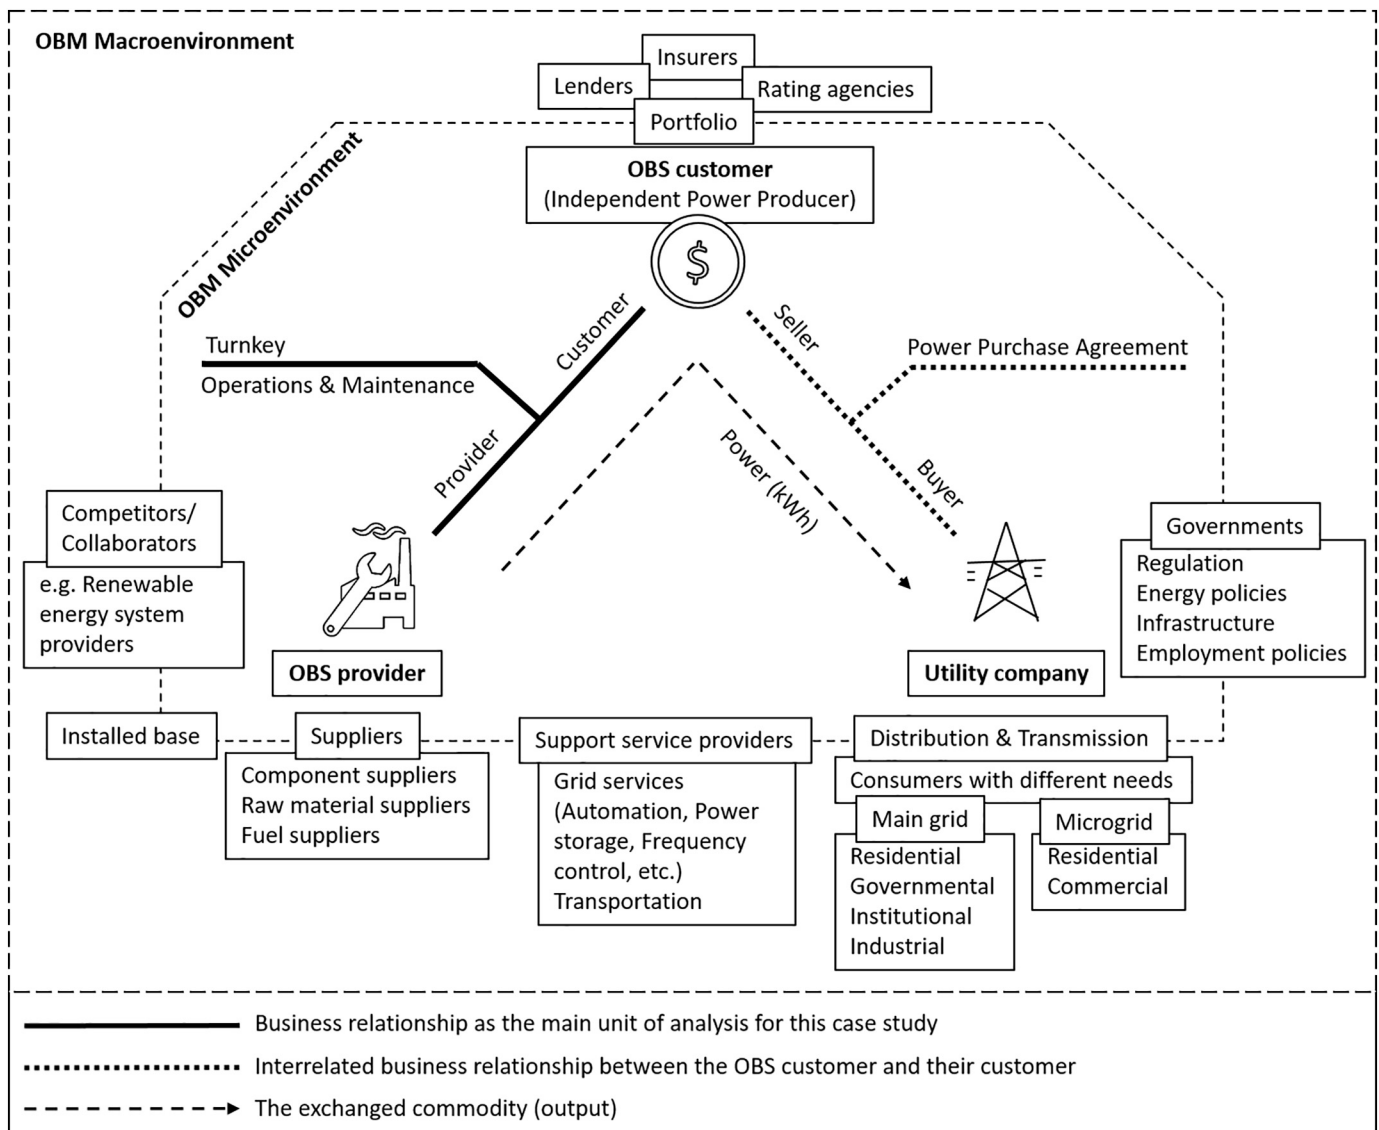 OBM Macroenvironment
Insurers
Lenders
Rating agencies
Portfolio
OBS customer
(Independent Power Producer)
$
OBM Microenvironment
Turnkey
Operations & Maintenance
Customer
Provider
Seller
Buyer
Power Purchase Agreement
Power (kWh)
Competitors/
Collaborators
e.g. Renewable
energy system
providers
Governments
Regulation
Energy policies
Infrastructure
Employment policies
OBS provider
Utility company
Installed base
Suppliers
Component suppliers
Raw material suppliers
Fuel suppliers
Support service providers
Grid services
(Automation, Power
storage, Frequency
control, etc.)
Transportation
Distribution & Transmission
Consumers with different needs
Main grid
Residential
Governmental
Institutional
Industrial
Microgrid
Residential
Commercial
Business relationship as the main unit of analysis for this case study
Interrelated business relationship between the OBS customer and their customer
The exchanged commodity (output)